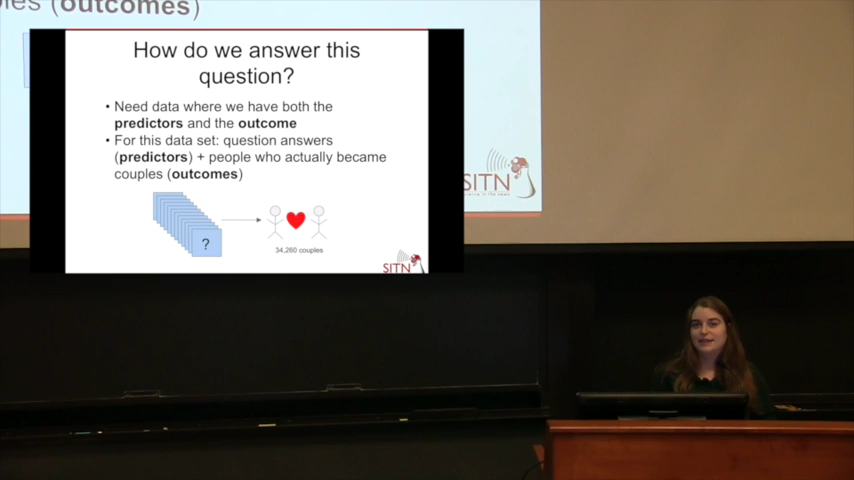 ples (outcomes)
How do we answer this
question?
• Need data where we have both the
predictors and the outcome
• For this data set: question answers
(predictors) + people who actually became
couples (outcomes)
?
34,260 couples
SITN
SITN